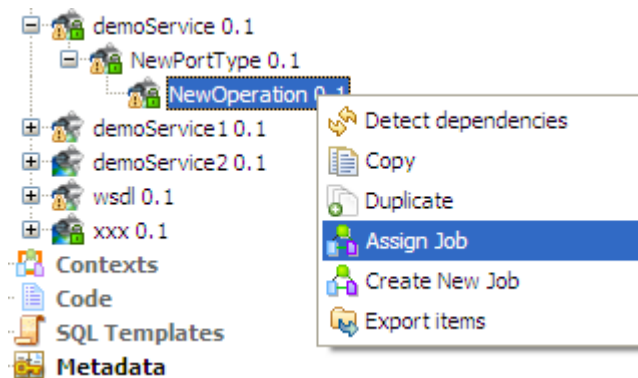 demoService 0.1
NewPortType 0.1
NewOperation 0.1
demoService1 0.1
demoService2 0.1
wsdl 0.1
xxx 0.1
Contexts
Code
SQL Templates
Metadata
Detect dependencies
Copy
Duplicate
Assign Job
Create New Job
Export items